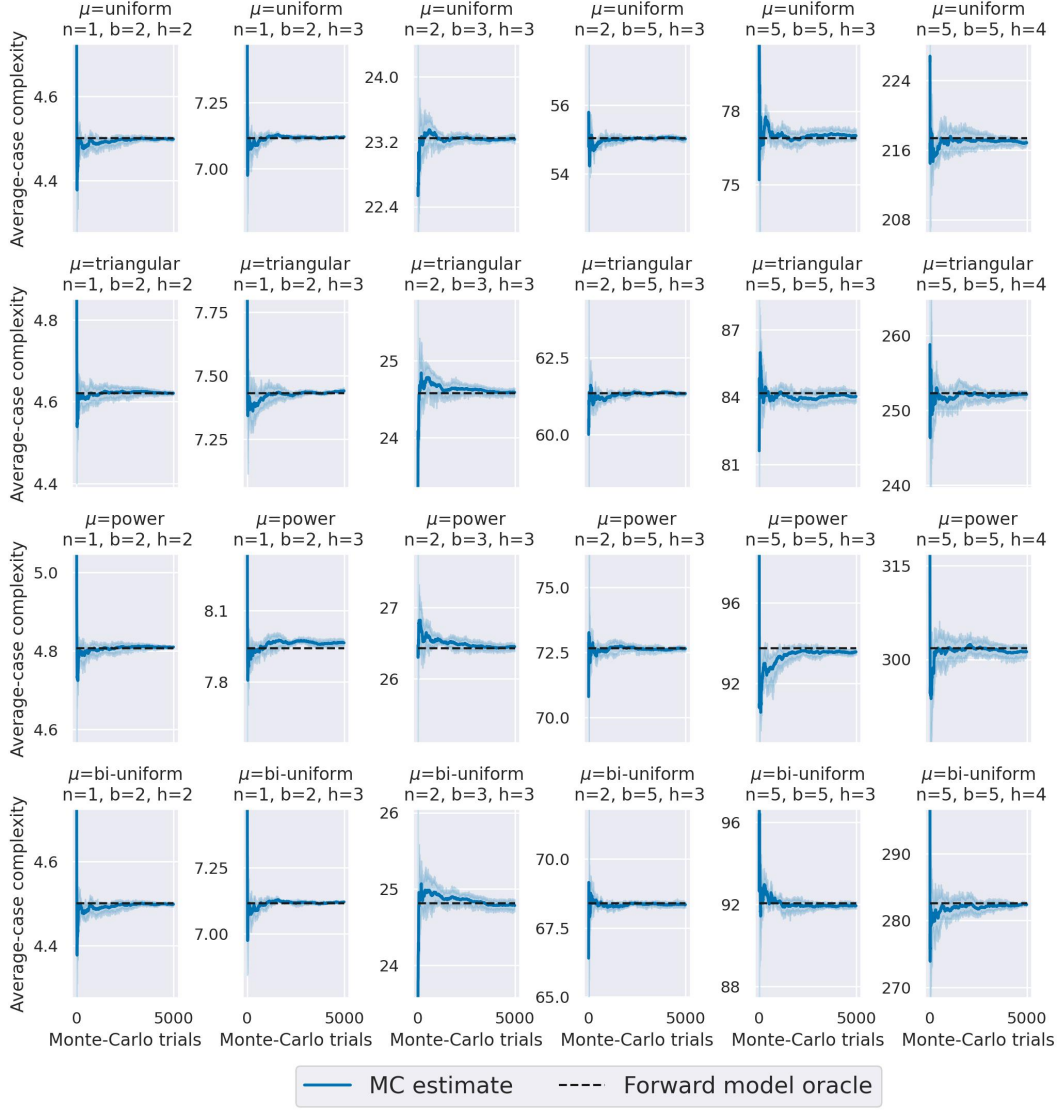 μ=uniform
n=1, b=2, h=2
μ=uniform
n=1, b=2, h=3
μ=uniform
n=2, b=3, h=3
μ=uniform
n=2, b=5, h=3
μ=uniform
n=5, b=5, h=3
μ=uniform
n=5, b=5, h=4
Average-case complexity
4.6
4.4
7.25
7.00
24.0
23.2
22.4
56
54
78
75
224
216
208
μ=triangular
n=1, b=2, h=2
μ=triangular
n=1, b=2, h=3
μ=triangular
n=2, b=3, h=3
μ=triangular
n=2, b=5, h=3
μ=triangular
n=5, b=5, h=3
μ=triangular
n=5, b=5, h=4
Average-case complexity
4.8
4.6
4.4
7.75
7.50
7.25
25
24
62.5
60.0
87
84
81
260
250
240
μ=power
n=1, b=2, h=2
μ=power
n=1, b=2, h=3
μ=power
n=2, b=3, h=3
μ=power
n=2, b=5, h=3
μ=power
n=5, b=5, h=3
μ=power
n=5, b=5, h=4
Average-case complexity
5.0
4.8
4.6
8.1
7.8
27
26
75.0
72.5
70.0
96
92
315
300
μ=bi-uniform
n=1, b=2, h=2
μ=bi-uniform
n=1, b=2, h=3
μ=bi-uniform
n=2, b=3, h=3
μ=bi-uniform
n=2, b=5, h=3
μ=bi-uniform
n=5, b=5, h=3
μ=bi-uniform
n=5, b=5, h=4
Average-case complexity
4.6
4.4
7.25
7.00
26
25
24
70.0
67.5
65.0
96
92
88
290
280
270
0 5000
0 5000
0 5000
0 5000
0 5000
0 5000
Monte-Carlo trials
Monte-Carlo trials
Monte-Carlo trials
Monte-Carlo trials
Monte-Carlo trials
Monte-Carlo trials
MC estimate
Forward model oracle